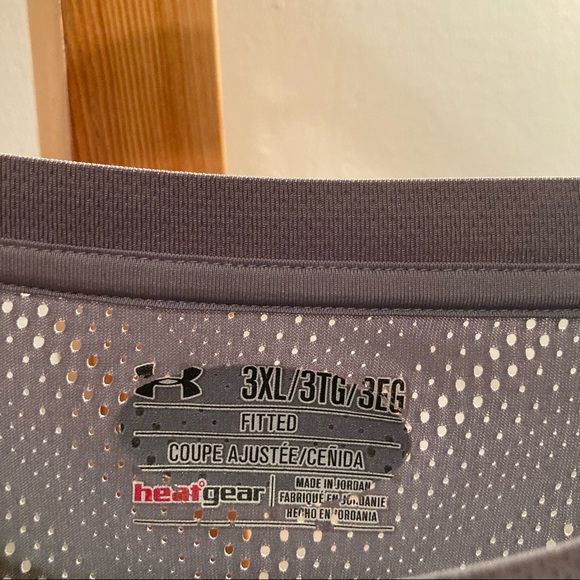 3XL/3TG/3EG
FITTED
COUPE AJUSTÉE/CEÑIDA
heatgear
MADE IN JORDAN
FABRIQUÉ EN JORDANIE
HECHO EN JORDANIA